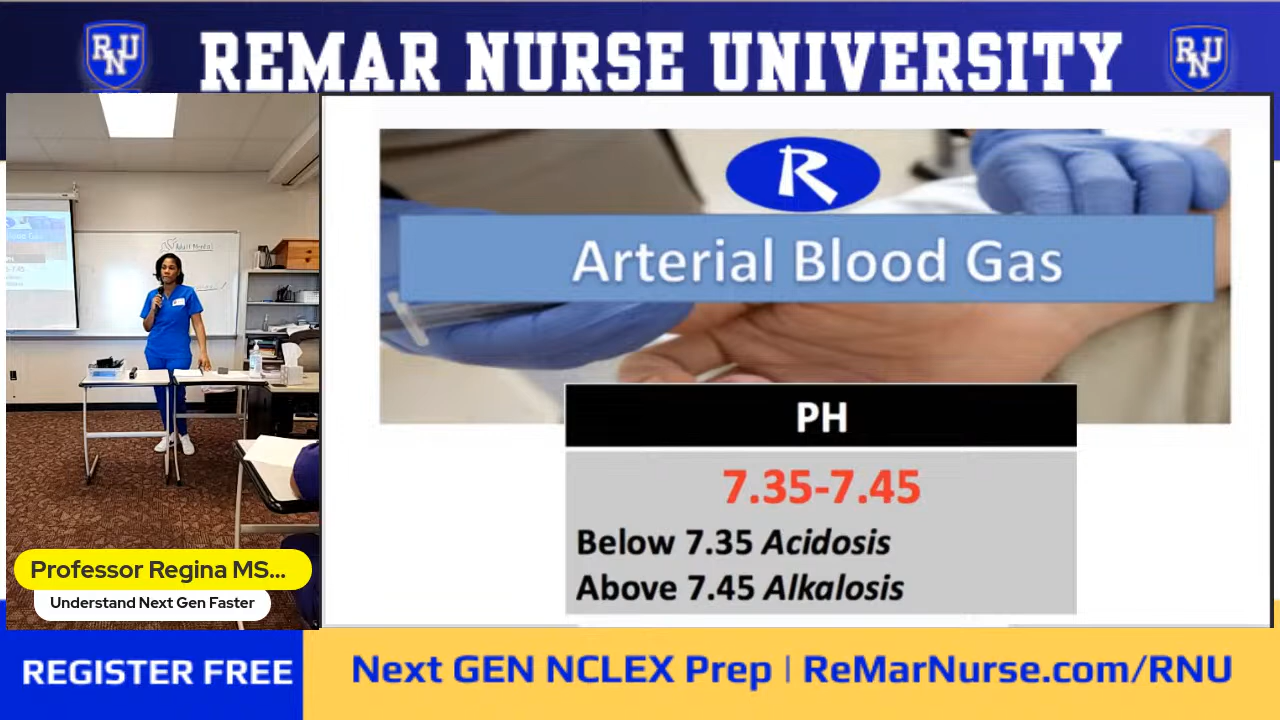 RNU
REMAR NURSE UNIVERSITY
RNU
R
Arterial Blood Gas
PH
7.35-7.45
Below 7.35 Acidosis
Above 7.45 Alkalosis
Professor Regina MS...
Understand Next Gen Faster
REGISTER FREE
Next GEN NCLEX Prep | ReMarNurse.com/RNU